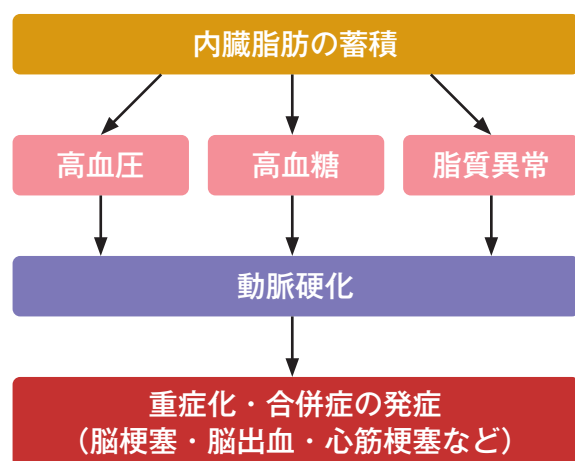 内臓脂肪の蓄積
高血圧
高血糖
脂質異常
動脈硬化
重症化・合併症の発症
（脳梗塞・脳出血・心筋梗塞など）